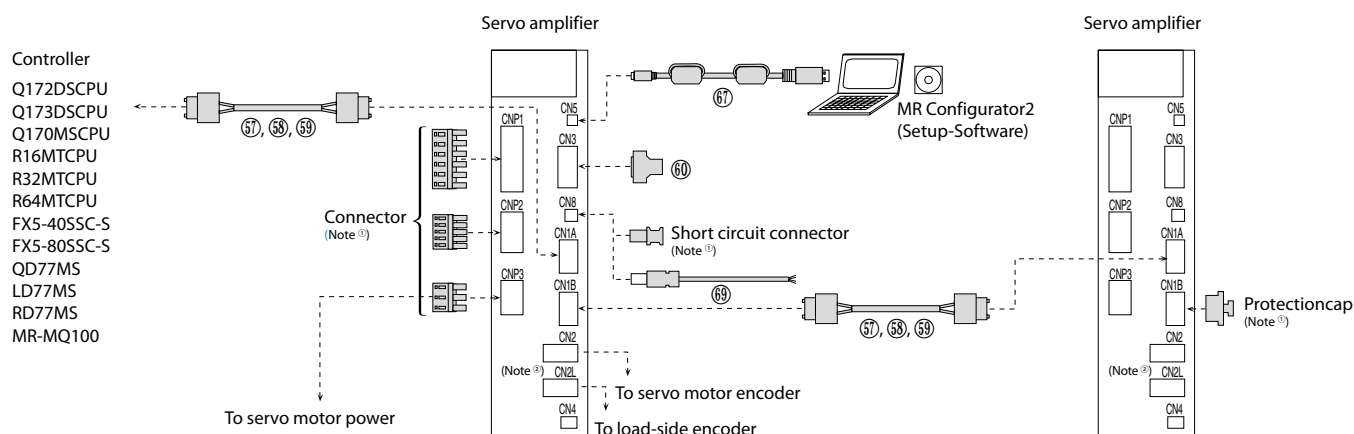 Servo amplifier
Servo amplifier
Controller
Q172DSCPU
Q173DSCPU
Q170MSCPU
R16MTCPU
R32MTCPU
R64MTCPU
FX5-40SSC-S
FX5-80SSC-S
QD77MS
LD77MS
RD77MS
MR-MQ100
57, 58, 59
Connector
(Note ①)
CNP1
CNP2
CNP3
CN5
CN3
CN8
CN1A
CN1B
CN2
(Note ②)
CN2L
CN4
67
MR Configurator2
(Setup-Software)
60
Short circuit connector
(Note ①)
69
57, 58, 59
To servo motor encoder
To servo motor power
To load-side encoder
CNP1
CNP2
CNP3
CN5
CN3
CN8
CN1A
CN1B
CN2
(Note ②)
CN2L
CN4
Protectioncap
(Note ①)